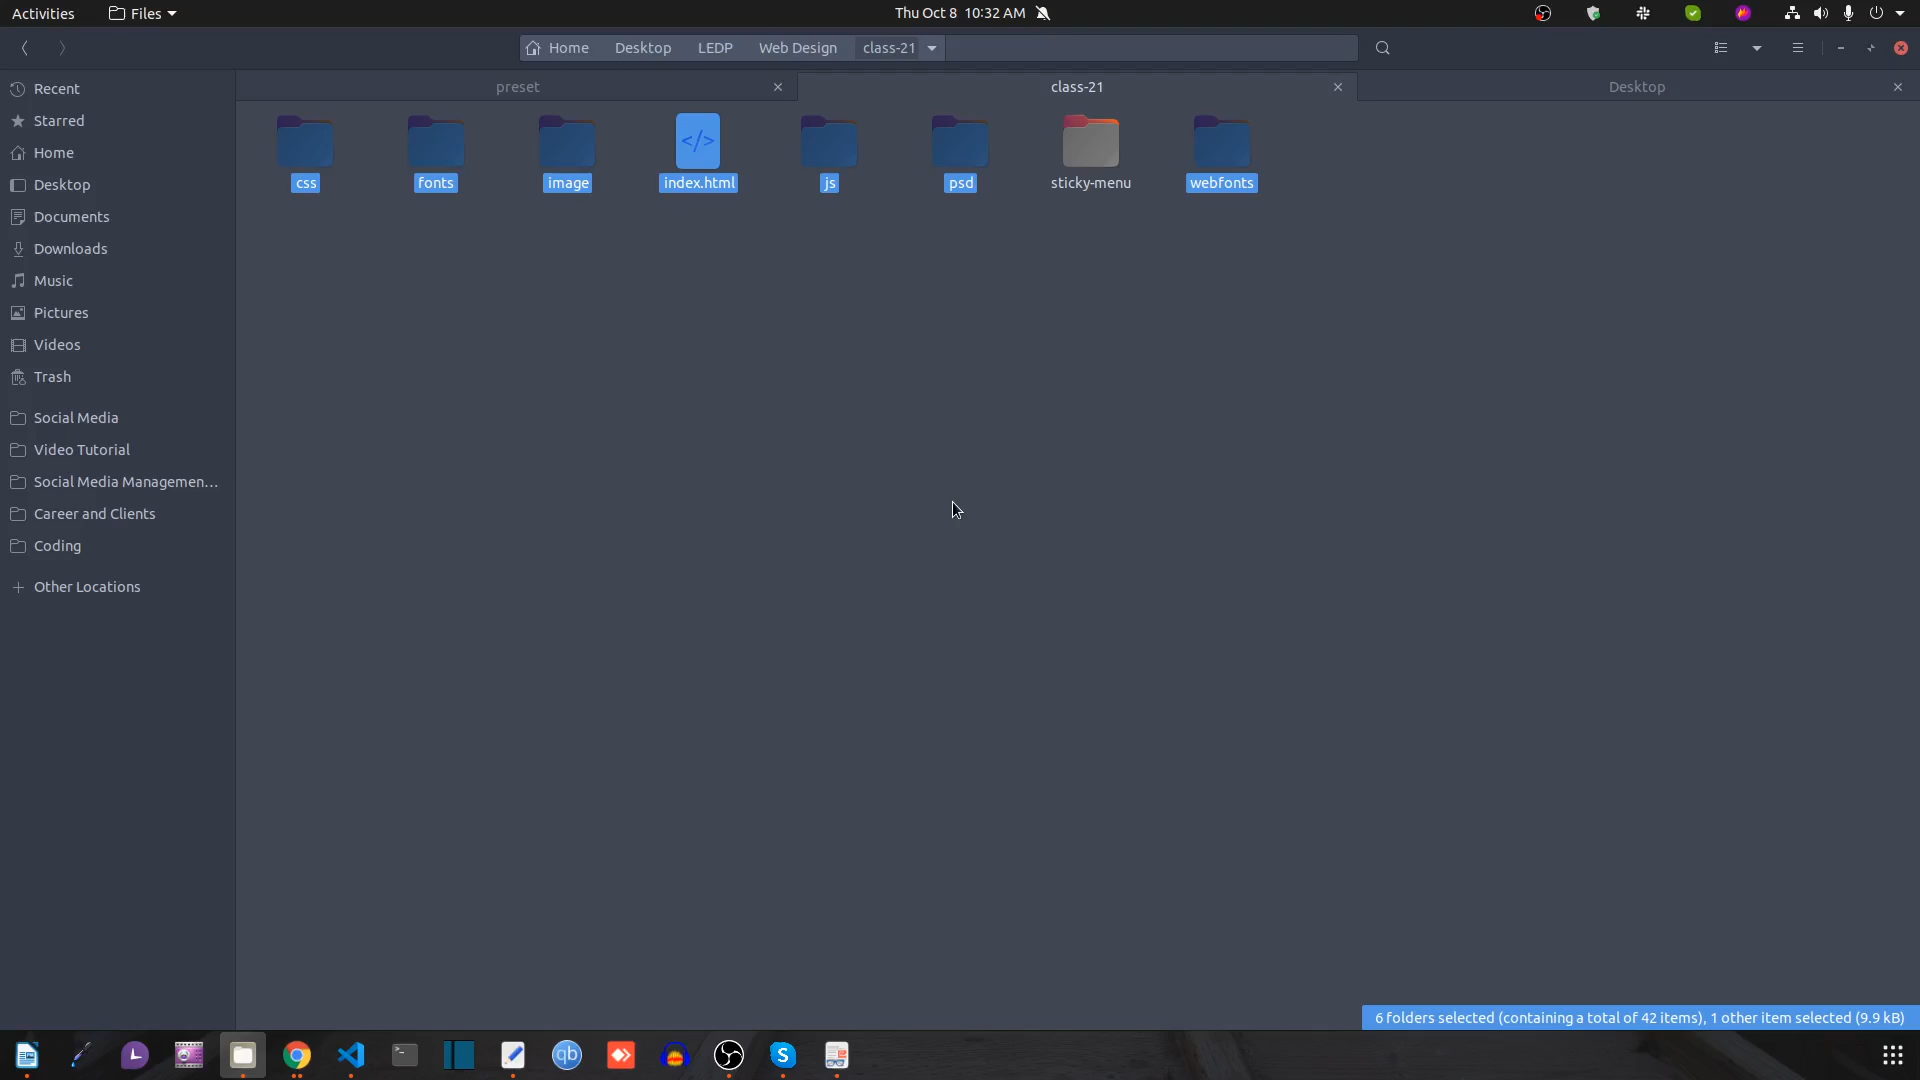 Activities
Files
Thu Oct 8 10:32 AM
Home
Desktop
LEDP
Web Design
class-21
preset
class-21
Desktop
Recent
Starred
Home
Desktop
Documents
Downloads
Music
Pictures
Videos
Trash
Social Media
Video Tutorial
Social Media Managemen...
Career and Clients
Coding
Other Locations
</>
css
fonts
image
index.html
js
psd
sticky-menu
webfonts
6 folders selected (containing a total of 42 items), 1 other item selected (9.9 kB)
qb